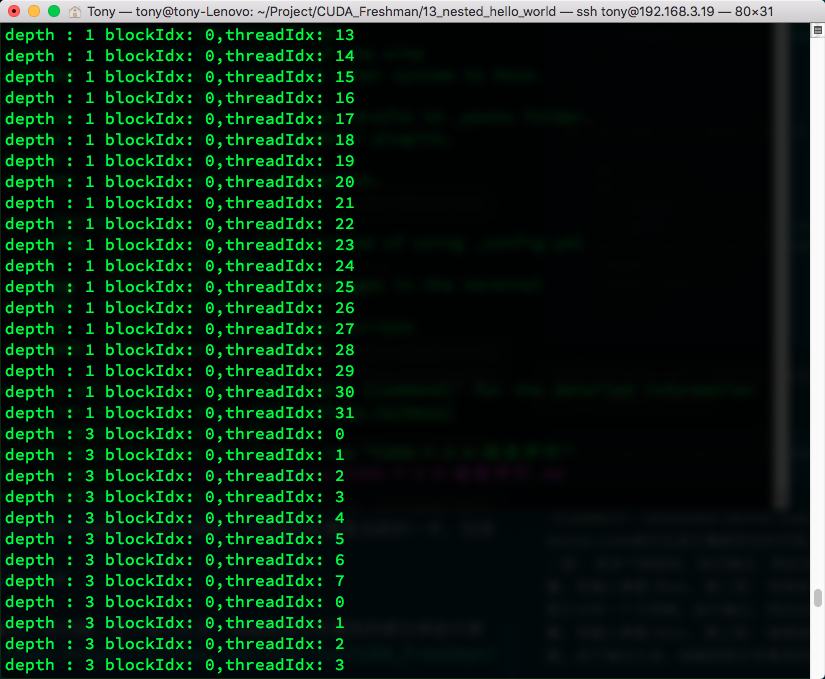 Tony — tony@tony-Lenovo: ~/Project/CUDA_Freshman/13_nested_hello_world — ssh tony@192.168.3.19 — 80×31
depth : 1 blockIdx: 0,threadIdx: 13
depth : 1 blockIdx: 0,threadIdx: 14
depth : 1 blockIdx: 0,threadIdx: 15
depth : 1 blockIdx: 0,threadIdx: 16
depth : 1 blockIdx: 0,threadIdx: 17
depth : 1 blockIdx: 0,threadIdx: 18
depth : 1 blockIdx: 0,threadIdx: 19
depth : 1 blockIdx: 0,threadIdx: 20
depth : 1 blockIdx: 0,threadIdx: 21
depth : 1 blockIdx: 0,threadIdx: 22
depth : 1 blockIdx: 0,threadIdx: 23
depth : 1 blockIdx: 0,threadIdx: 24
depth : 1 blockIdx: 0,threadIdx: 25
depth : 1 blockIdx: 0,threadIdx: 26
depth : 1 blockIdx: 0,threadIdx: 27
depth : 1 blockIdx: 0,threadIdx: 28
depth : 1 blockIdx: 0,threadIdx: 29
depth : 1 blockIdx: 0,threadIdx: 30
depth : 1 blockIdx: 0,threadIdx: 31
depth : 3 blockIdx: 0,threadIdx: 0
depth : 3 blockIdx: 0,threadIdx: 1
depth : 3 blockIdx: 0,threadIdx: 2
depth : 3 blockIdx: 0,threadIdx: 3
depth : 3 blockIdx: 0,threadIdx: 4
depth : 3 blockIdx: 0,threadIdx: 5
depth : 3 blockIdx: 0,threadIdx: 6
depth : 3 blockIdx: 0,threadIdx: 7
depth : 3 blockIdx: 0,threadIdx: 0
depth : 3 blockIdx: 0,threadIdx: 1
depth : 3 blockIdx: 0,threadIdx: 2
depth : 3 blockIdx: 0,threadIdx: 3